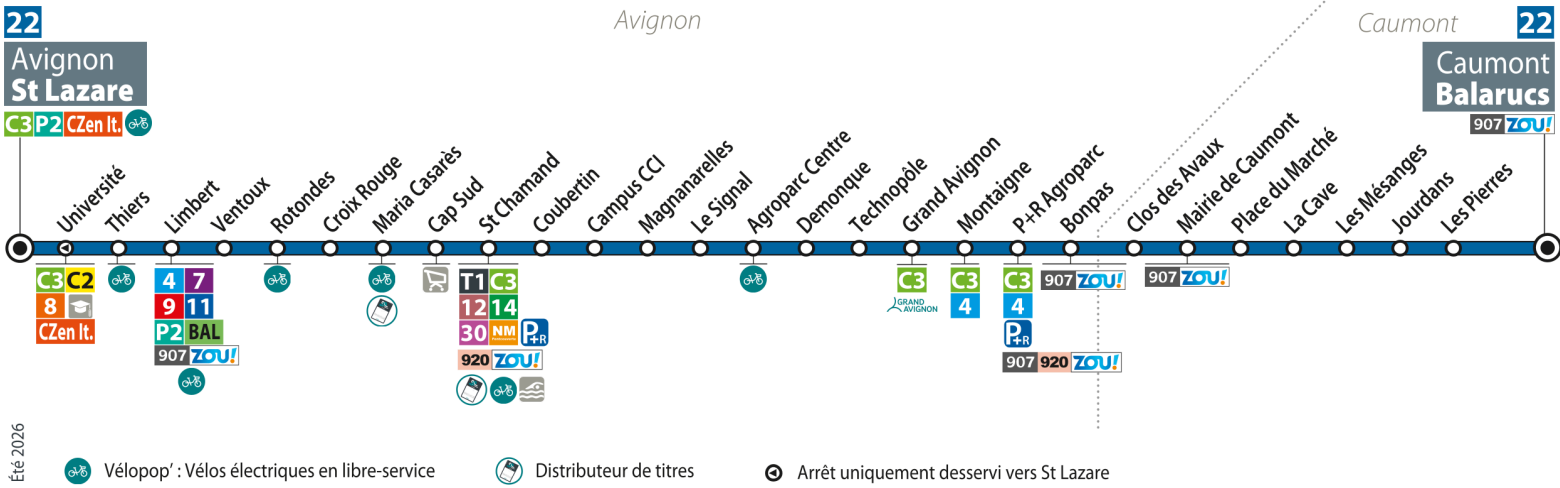 Avignon
Caumont
22
22
Avignon
St Lazare
C3 P2 CZen It.
Caumont
Balarucs
907 ZOU!
Université
Thiers
Limbert
Ventoux
Rotondes
Croix Rouge
Maria Casarès
Cap Sud
St Chamand
Coubertin
Campus CCI
Magnanarelles
Le Signal
Agroparc Centre
Demonque
Technopôle
Grand Avignon
Montaigne
P+R Agroparc
Bonpas
Clos des Avaux
Mairie de Caumont
Place du Marché
La Cave
Les Mésanges
Jourdans
Les Pierres
C3 C2
8
CZen It.
4 7
9 11
P2 BAL
907 ZOU!
T1 C3
12 14
30 NM P+R
920 ZOU!
C3
GRAND
AVIGNON
C3
4
C3
4
P+R
907 920 ZOU!
907 ZOU!
907 ZOU!
Été 2026
Vélopop’ : Vélos électriques en libre-service
Distributeur de titres
Arrêt uniquement desservi vers St Lazare